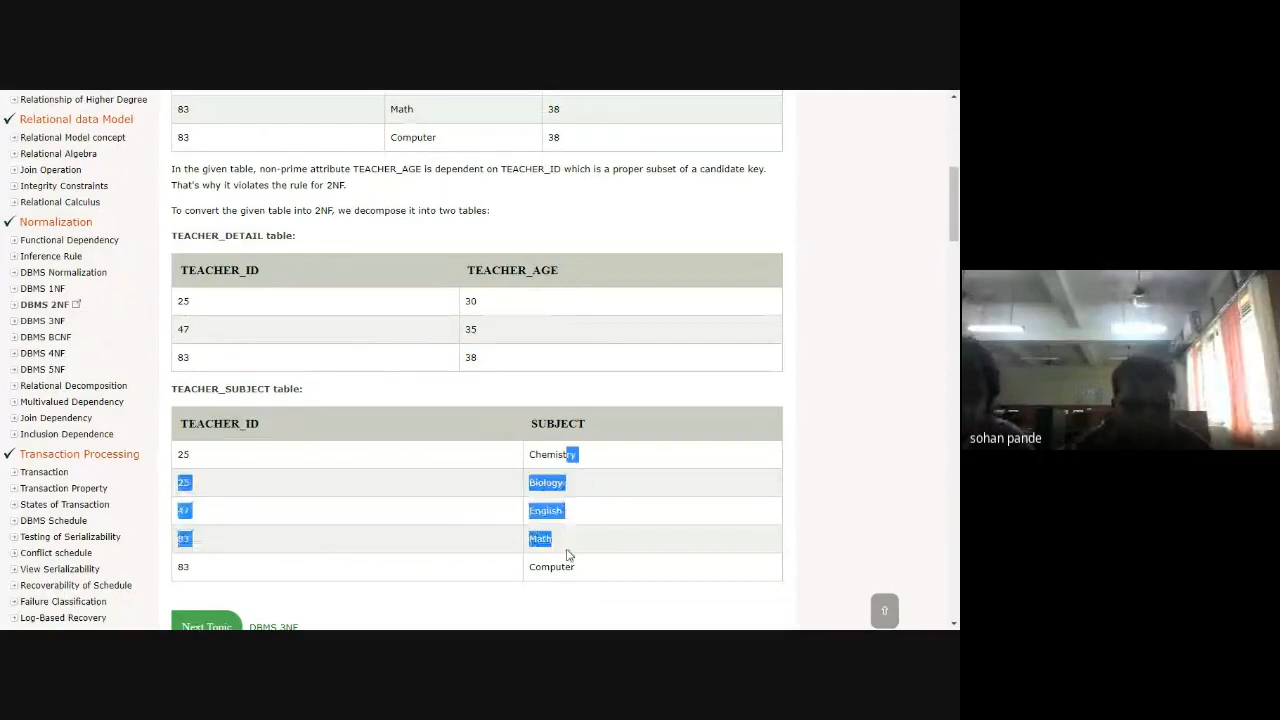 Relationship of Higher Degree
Relational data Model
Relational Model concept
Relational Algebra
Join Operation
Integrity Constraints
Relational Calculus
Normalization
Functional Dependency
Inference Rule
DBMS Normalization
DBMS 1NF
DBMS 2NF
DBMS 3NF
DBMS BCNF
DBMS 4NF
DBMS 5NF
Relational Decomposition
Multivalued Dependency
Join Dependency
Inclusion Dependence
Transaction Processing
Transaction
Transaction Property
States of Transaction
DBMS Schedule
Testing of Serializability
Conflict schedule
View Serializability
Recoverability of Schedule
Failure Classification
Log-Based Recovery
83 Math 38
83 Computer 38
In the given table, non-prime attribute TEACHER_AGE is dependent on TEACHER_ID which is a proper subset of a candidate key.
That's why it violates the rule for 2NF.
To convert the given table into 2NF, we decompose it into two tables:
TEACHER_DETAIL table:
TEACHER_ID TEACHER_AGE
25 30
47 35
83 38
TEACHER_SUBJECT table:
TEACHER_ID SUBJECT
25 Chemistry
25 Biology
47 English
83 Math
83 Computer
Next Topic DBMS 3NF
sohan pande